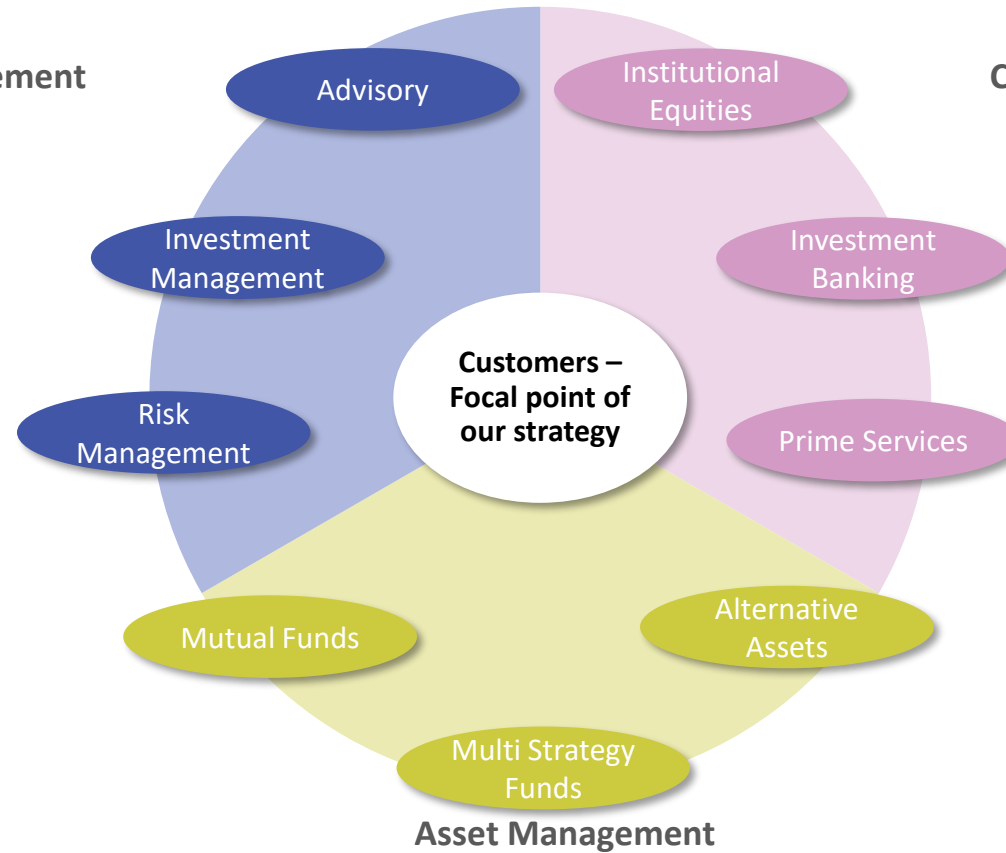 ement
C
Advisory
Institutional
Equities
Investment
Management
Investment
Banking
Customers –
Focal point of
our strategy
Risk
Management
Prime Services
Mutual Funds
Alternative
Assets
Multi Strategy
Funds
Asset Management